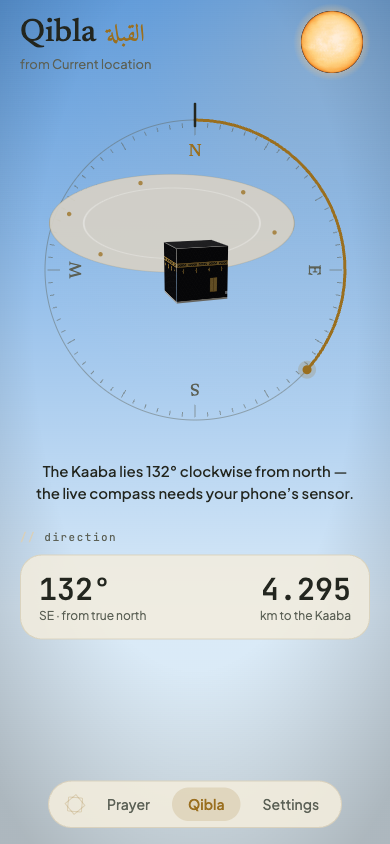 Qibla القبلة
from Current location
N
W
E
S
The Kaaba lies 132° clockwise from north —
the live compass needs your phone's sensor.
direction
132° 4.295
SE · from true north km to the Kaaba
Prayer Qibla Settings